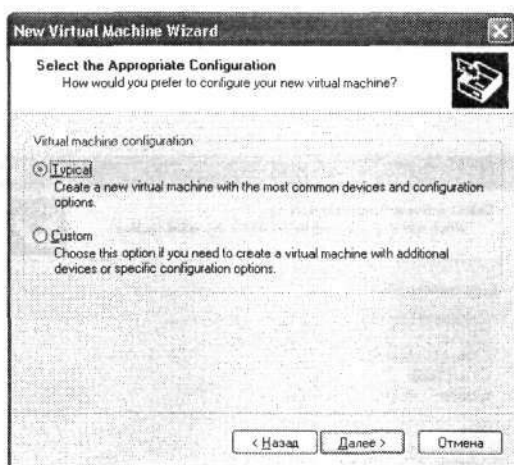 New Virtual Machine Wizard
Select the Appropriate Configuration
How would you prefer to configure your new virtual machine?
Virtual machine configuration
Typical
Create a new virtual machine with the most common devices and configuration
options.
Custom
Choose this option if you need to create a virtual machine with additional
devices or specific configuration options.
< Назад Далее > Отмена